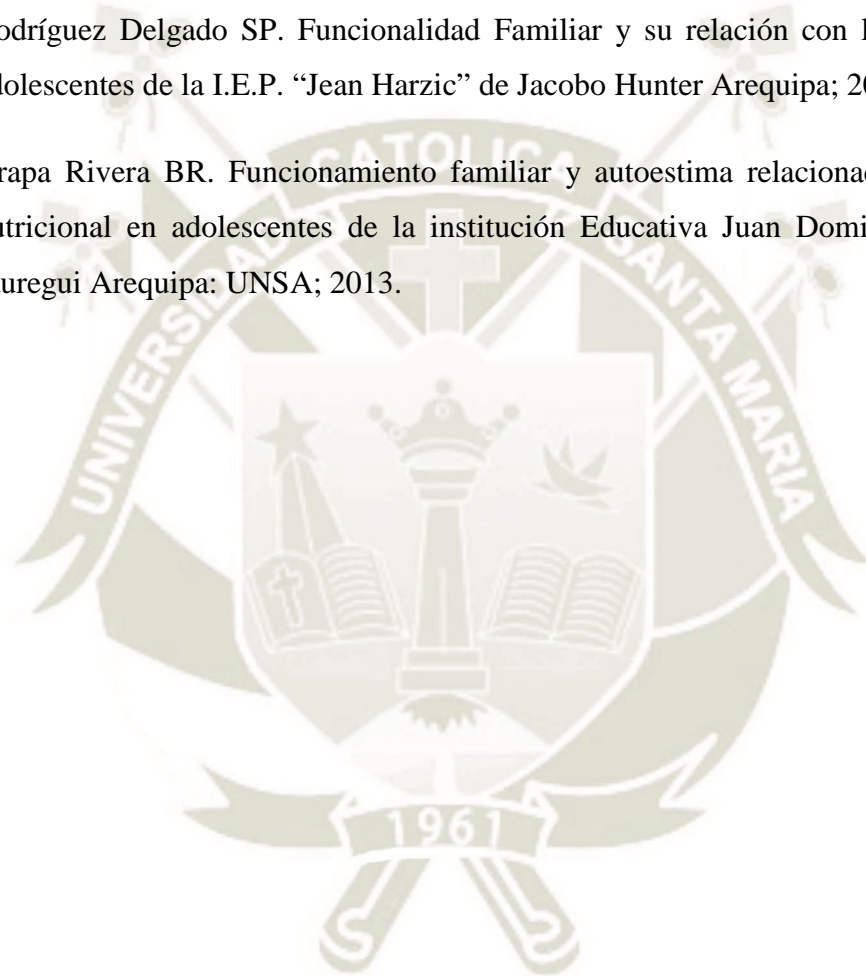 odríguez Delgado SP. Funcionalidad Familiar y su relación con
dolescentes de la I.E.P. “Jean Harzic” de Jacobo Hunter Arequipa; 20
rapa Rivera BR. Funcionamiento familiar y autoestima relaciona
utricional en adolescentes de la institución Educativa Juan Domi
uregui Arequipa: UNSA; 2013.
UNIVERSIDAD CATOLICA SANTA MARIA
1961